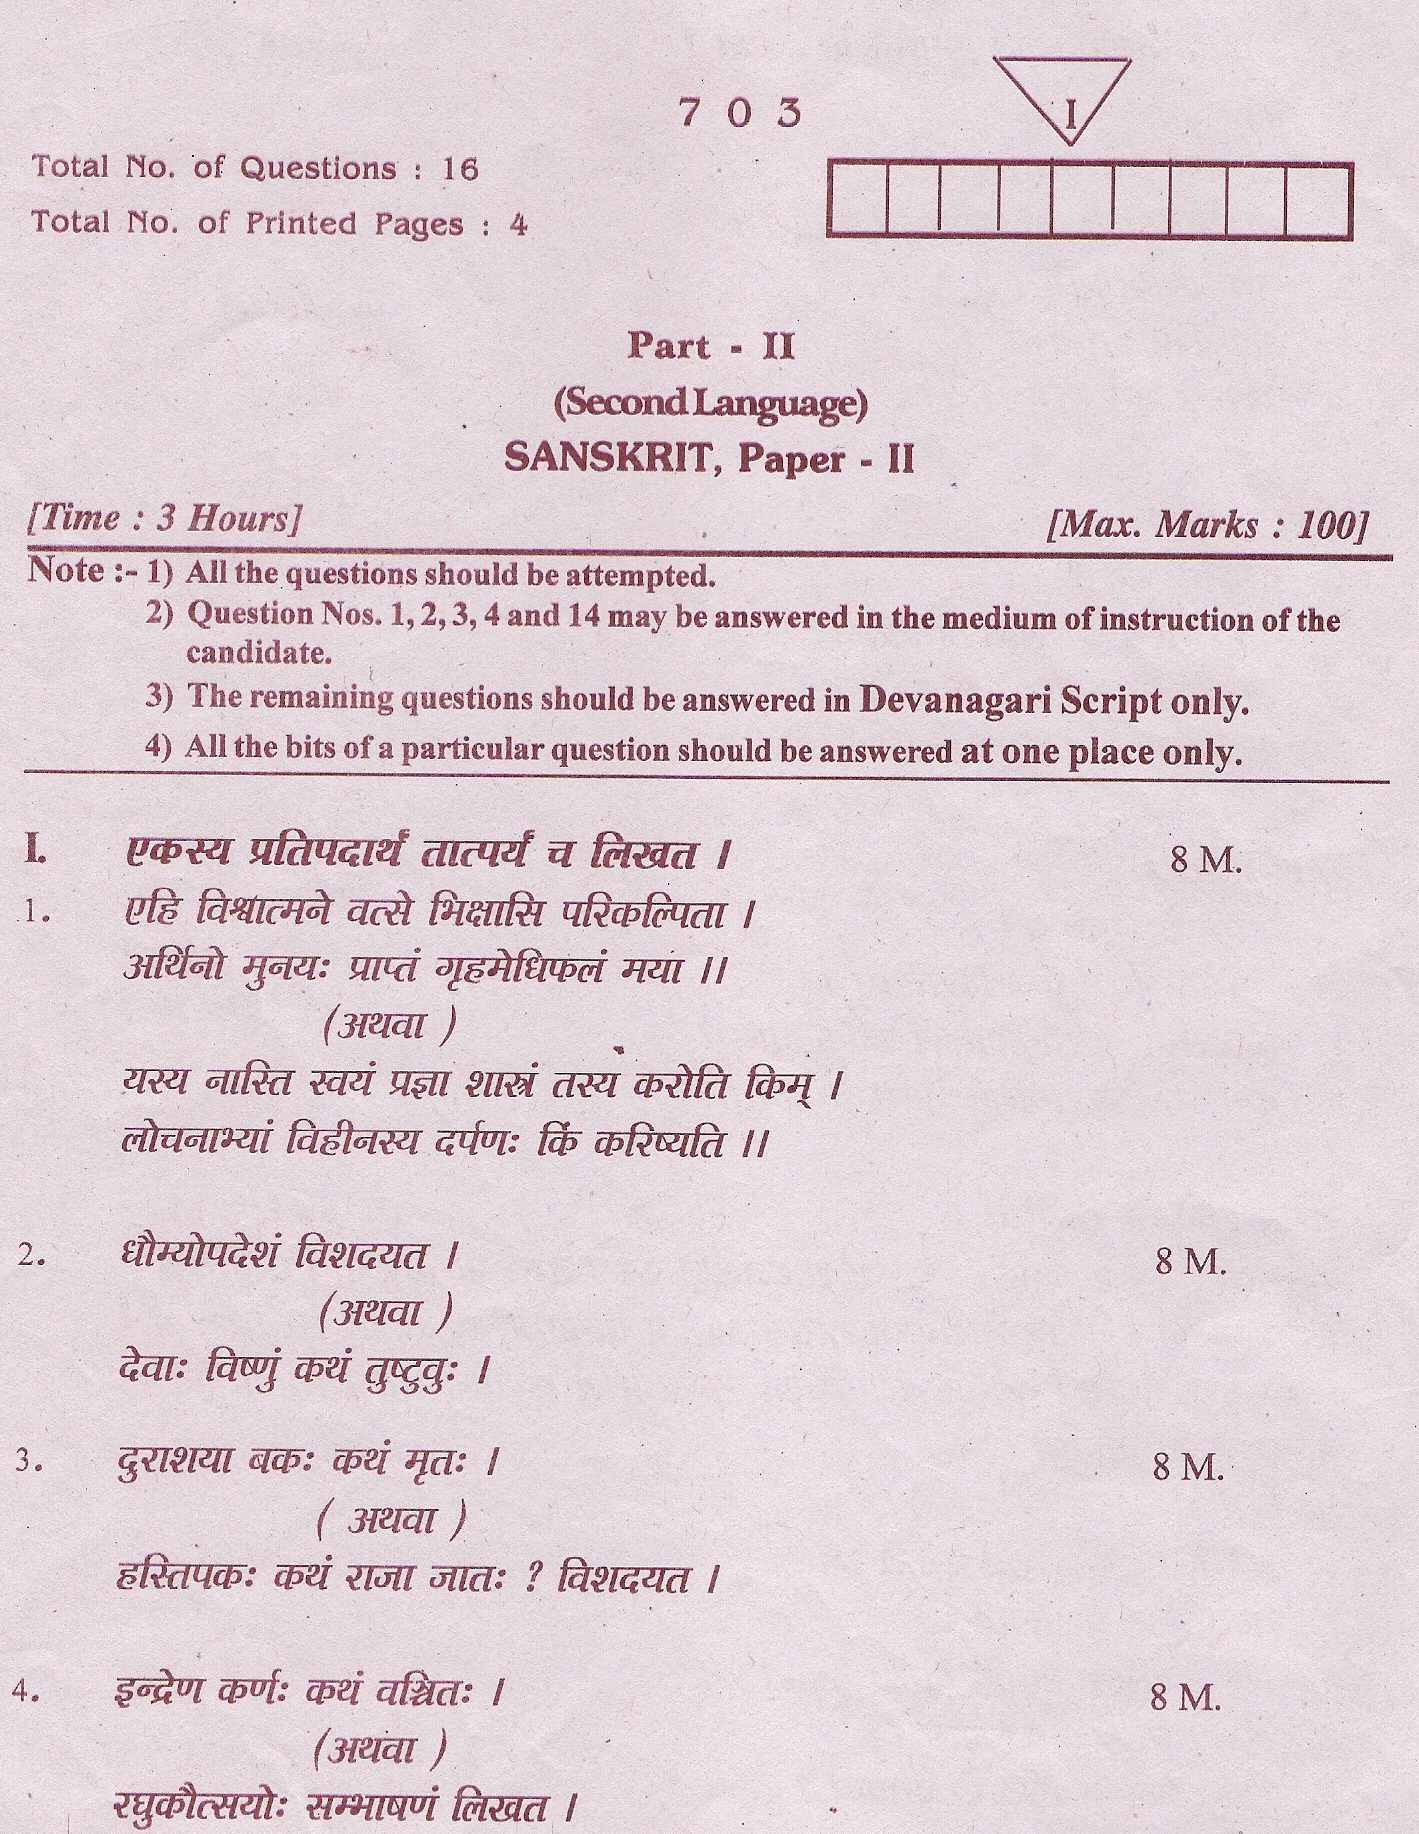 7 0 3
I
Total No. of Questions : 16
Total No. of Printed Pages : 4
Part - II
(Second Language)
SANSKRIT, Paper - II
[Time : 3 Hours]
[Max. Marks : 100]
Note :- 1) All the questions should be attempted.
2) Question Nos. 1, 2, 3, 4 and 14 may be answered in the medium of instruction of the
candidate.
3) The remaining questions should be answered in Devanagari Script only.
4) All the bits of a particular question should be answered at one place only.
I. एकस्य प्रतिपदार्थं तात्पर्यं च लिखत । 8 M.
1. एहि विश्वात्मने वत्से भिक्षासि परिकल्पिता ।
अर्थिनो मुनयः प्राप्तं गृहमेधिफलं मया ।।
(अथवा )
यस्य नास्ति स्वयं प्रज्ञा शास्त्रं तस्य करोति किम् ।
लोचनाभ्यां विहीनस्य दर्पणः किं करिष्यति ।।
2. धौम्योपदेशं विशदयत । 8 M.
(अथवा )
देवाः विष्णुं कथं तुष्टुवुः ।
3. दुराशया बकः कथं मृतः । 8 M.
( अथवा )
हस्तिपकः कथं राजा जातः ? विशदयत ।
4. इन्द्रेण कर्णः कथं वञ्चितः । 8 M.
(अथवा )
रघुकौत्सयोः सम्भाषणं लिखत ।